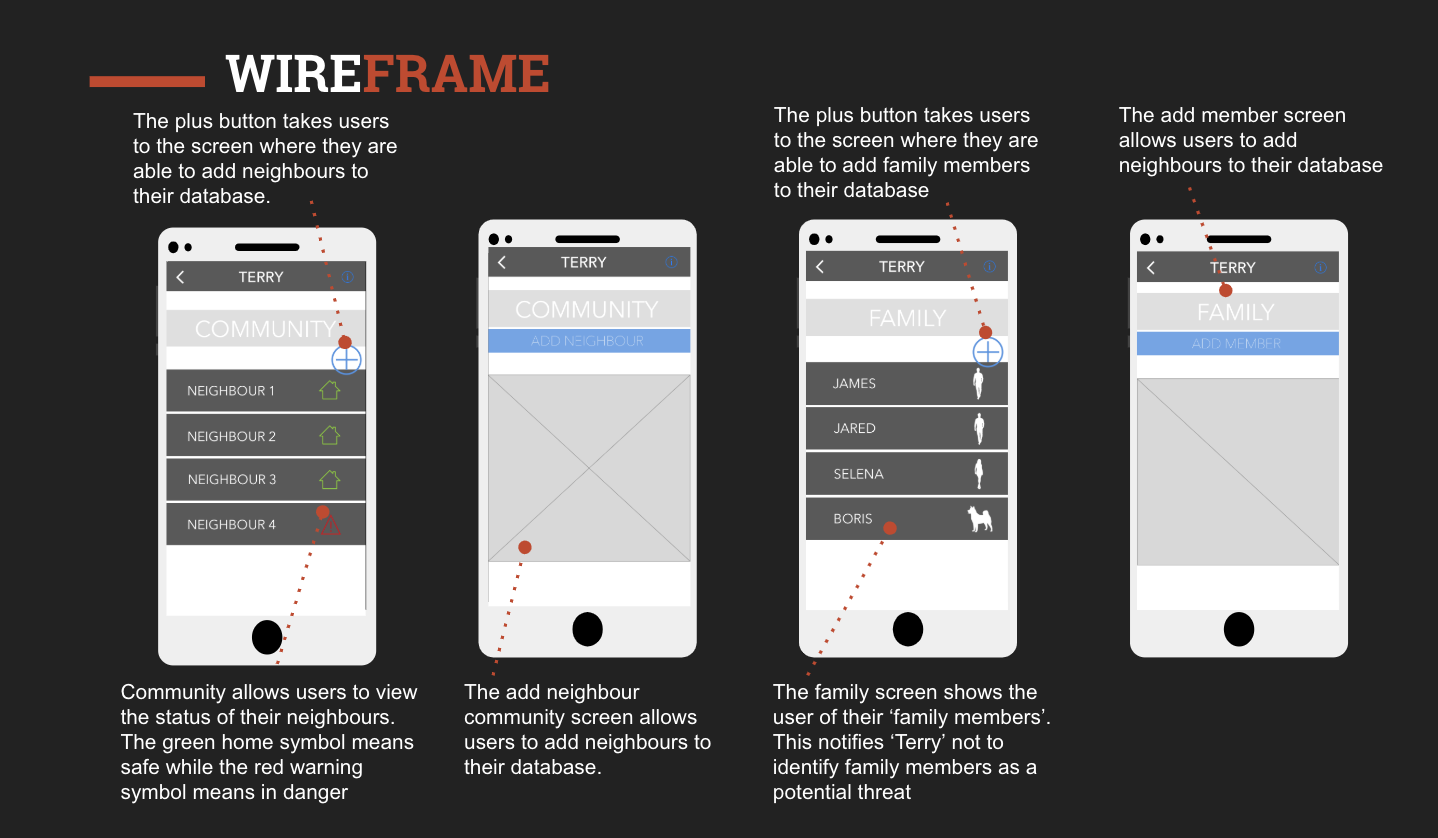 WIREFRAME
The plus button takes users
to the screen where they are
able to add neighbours to
their database.
The plus button takes users
to the screen where they are
able to add family members
to their database
The add member screen
allows users to add
neighbours to their database
TERRY
COMMUNITY
NEIGHBOUR 1
NEIGHBOUR 2
NEIGHBOUR 3
NEIGHBOUR 4
TERRY
COMMUNITY
ADD NEIGHBOUR
TERRY
FAMILY
JAMES
JARED
SELENA
BORIS
TERRY
FAMILY
ADD MEMBER
Community allows users to view
the status of their neighbours.
The green home symbol means
safe while the red warning
symbol means in danger
The add neighbour
community screen allows
users to add neighbours to
their database.
The family screen shows the
user of their ‘family members’.
This notifies ‘Terry’ not to
identify family members as a
potential threat